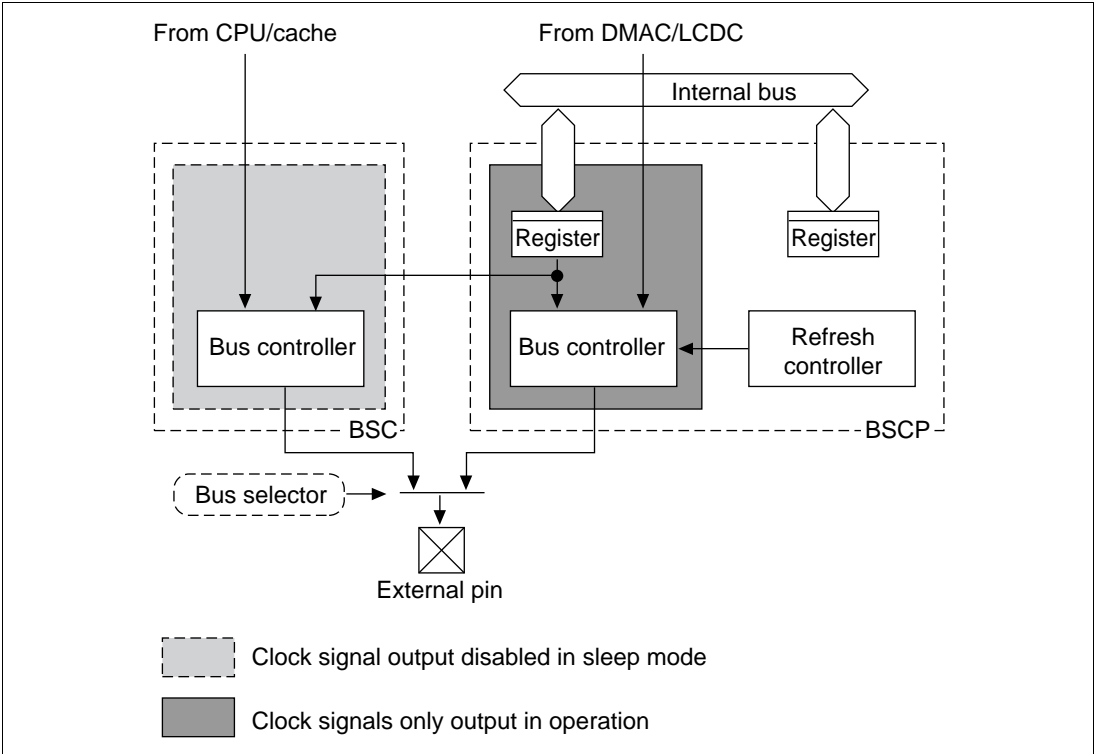 From CPU/cache
From DMAC/LCDC
Internal bus
Register
Register
Bus controller
Bus controller
Refresh
controller
BSC
BSCP
Bus selector
External pin
Clock signal output disabled in sleep mode
Clock signals only output in operation